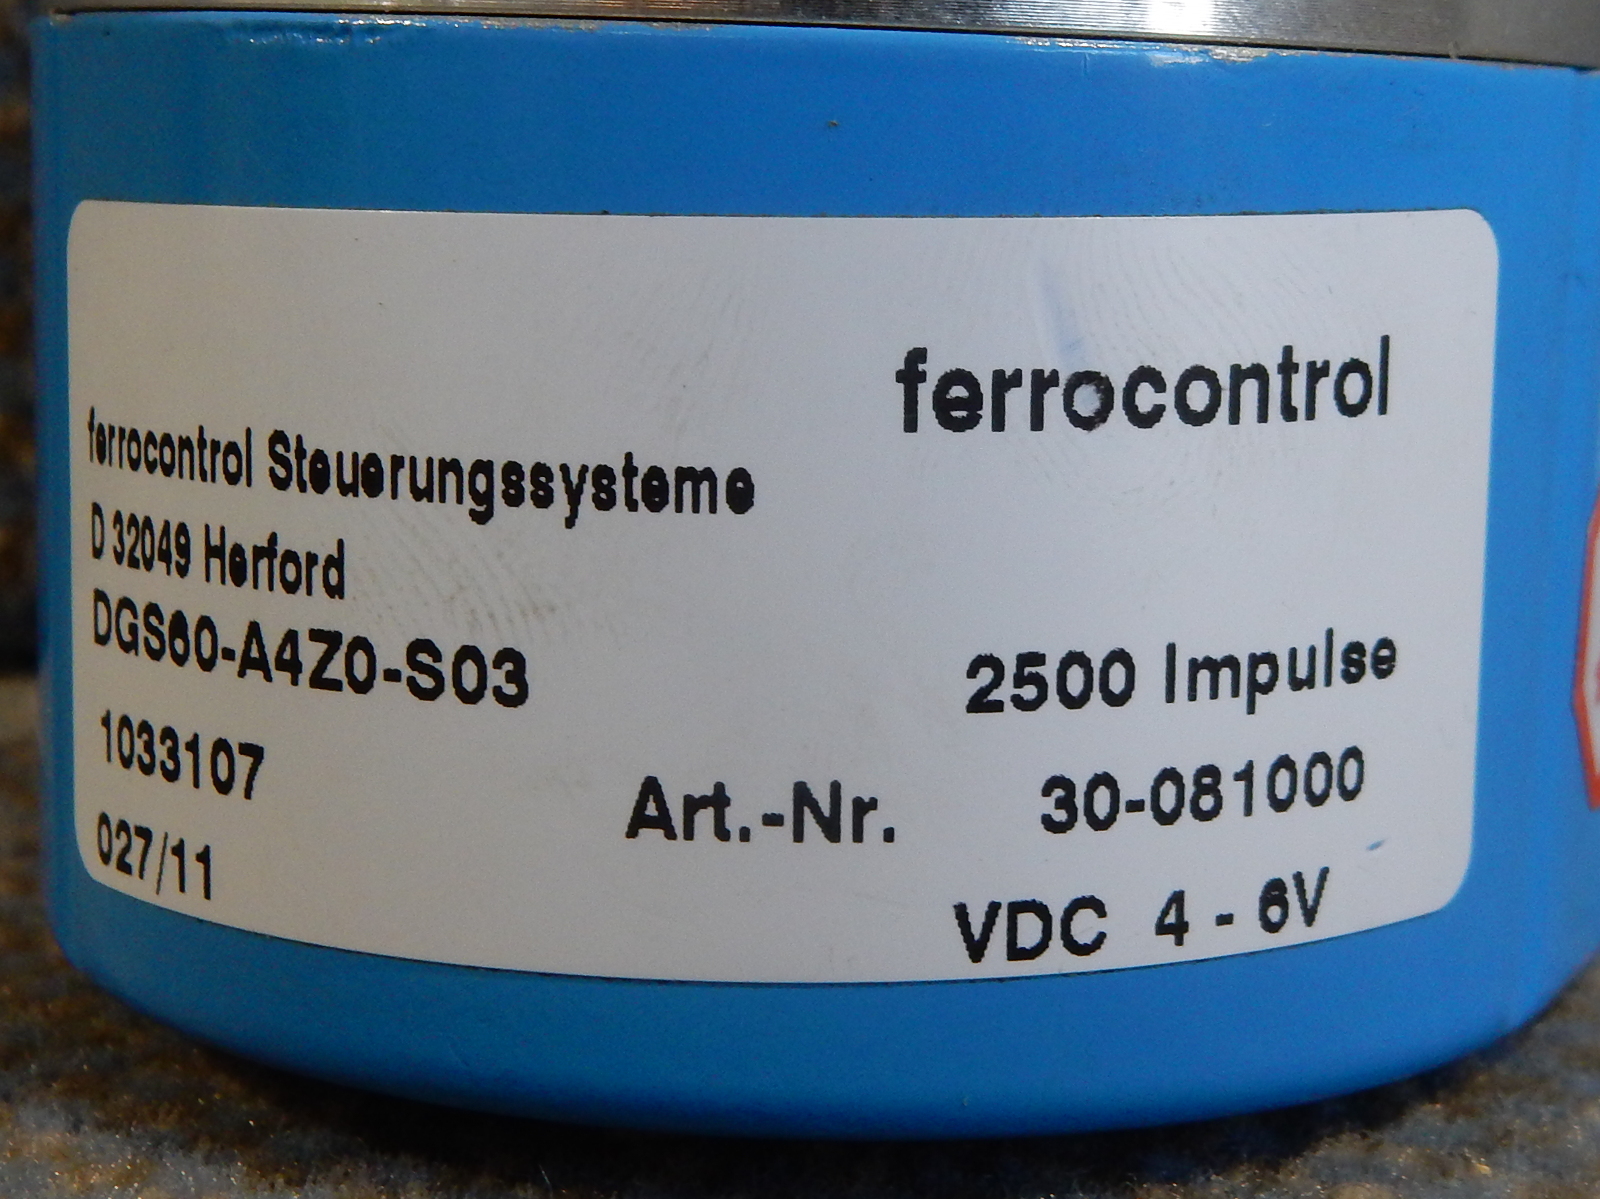 ferrocontrol
ferrocontrol Steuerungssysteme
D 32049 Herford
DGS60-A4Z0-S03
2500 Impulse
1033107
Art.-Nr. 30-081000
027/11
VDC 4 - 6V